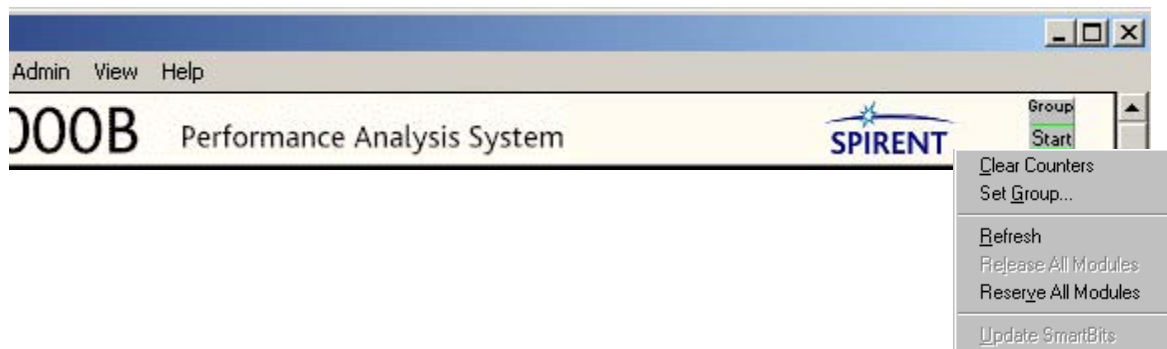 Admin View Help
000B Performance Analysis System
SPIRENT
Group
Start
Clear Counters
Set Group...
Refresh
Release All Modules
Reserve All Modules
Update SmartBits